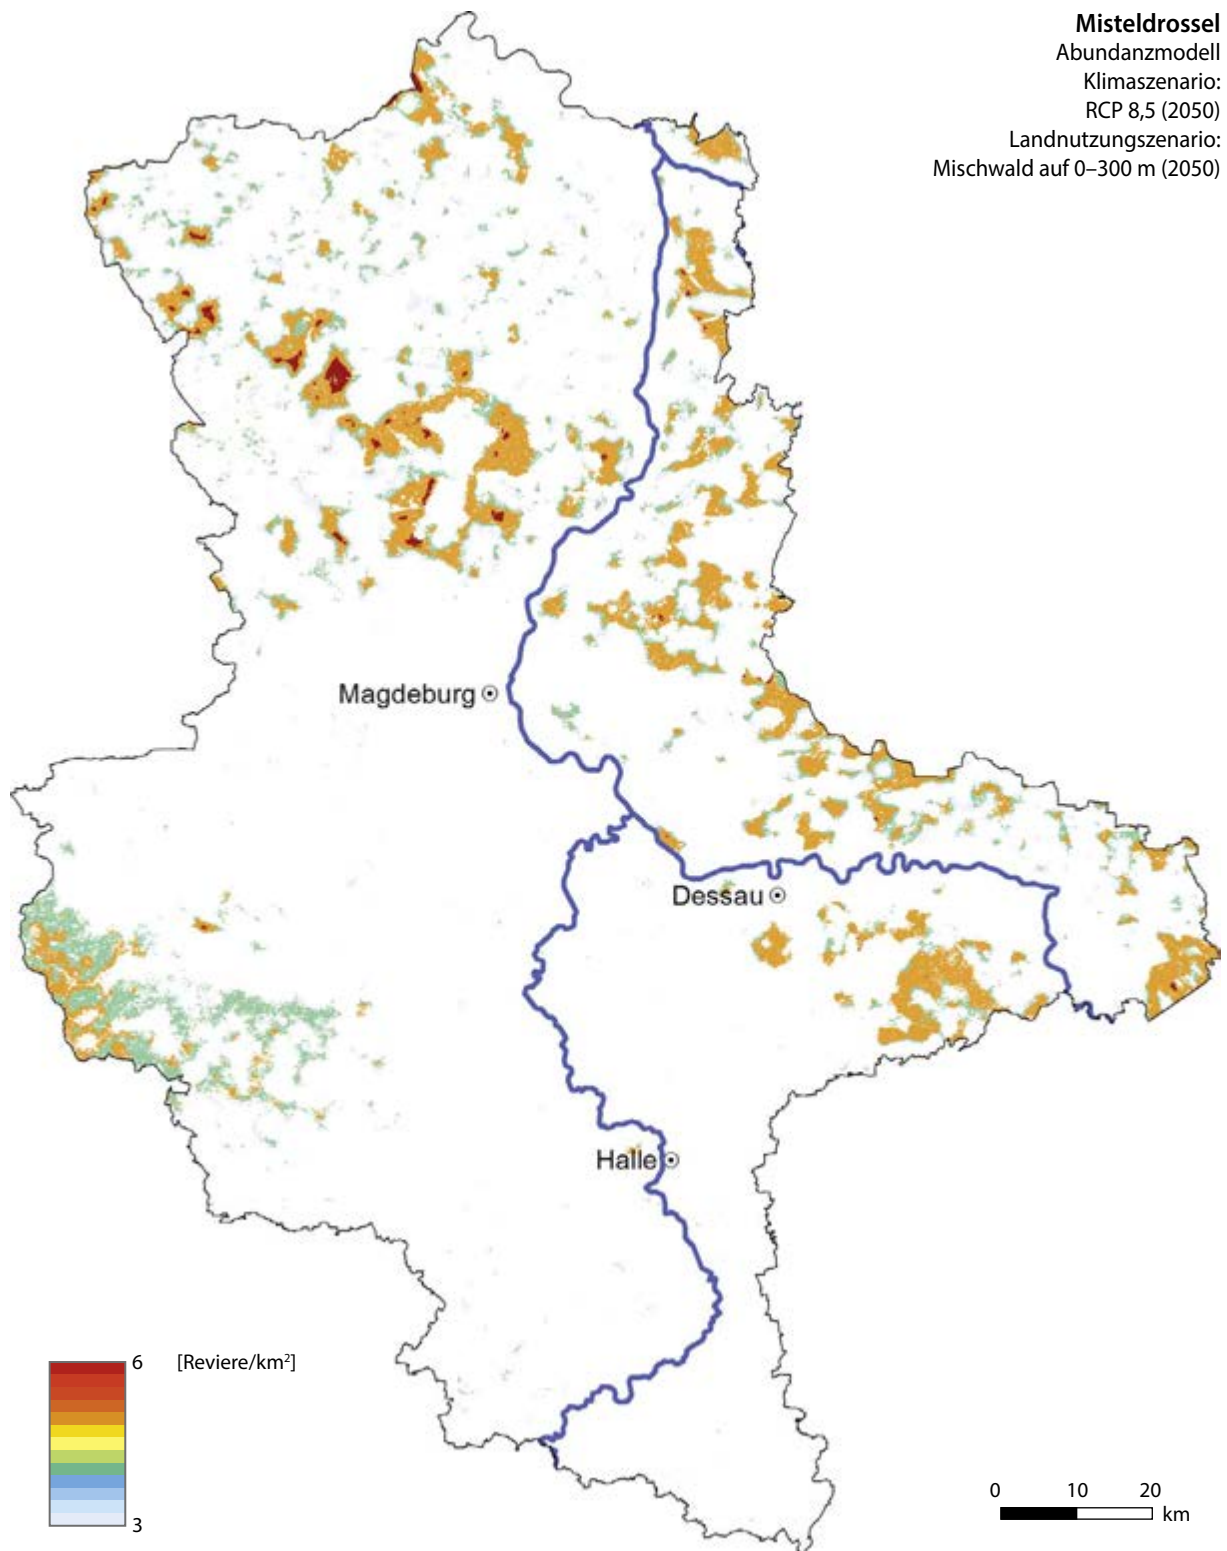 Misteldrossel
Abundanzmodell
Klimaszenario:
RCP 8,5 (2050)
Landnutzungszenario:
Mischwald auf 0–300 m (2050)
Magdeburg
Dessau
Halle
6 [Reviere/km²]
3
0 10 20
km